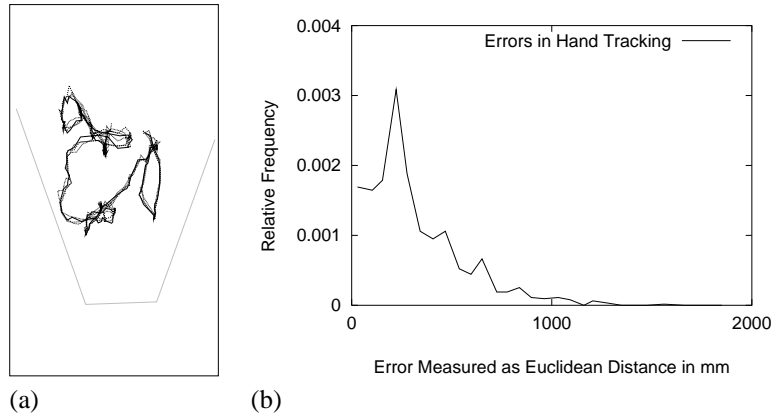 0.004
Errors in Hand Tracking
0.003
0.002
0.001
0
Relative Frequency
0 1000 2000
Error Measured as Euclidean Distance in mm
(a) (b)